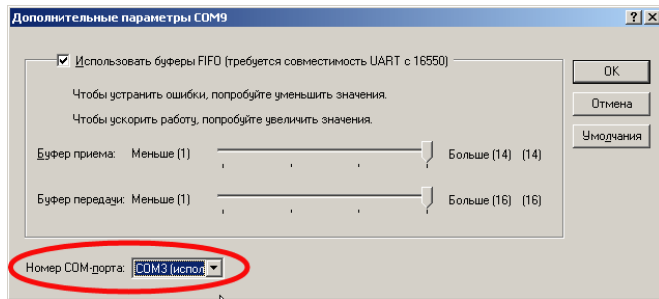 Дополнительные параметры COM9
Использовать буферы FIFO (требуется совместимость UART с 16550)
OK
Чтобы устранить ошибки, попробуйте уменьшить значения.
Отмена
Чтобы ускорить работу, попробуйте увеличить значения.
Умолчания
Буфер приема: Меньше (1) Больше (14) (14)
Буфер передачи: Меньше (1) Больше (16) (16)
Номер COM-порта: COM3 (испол